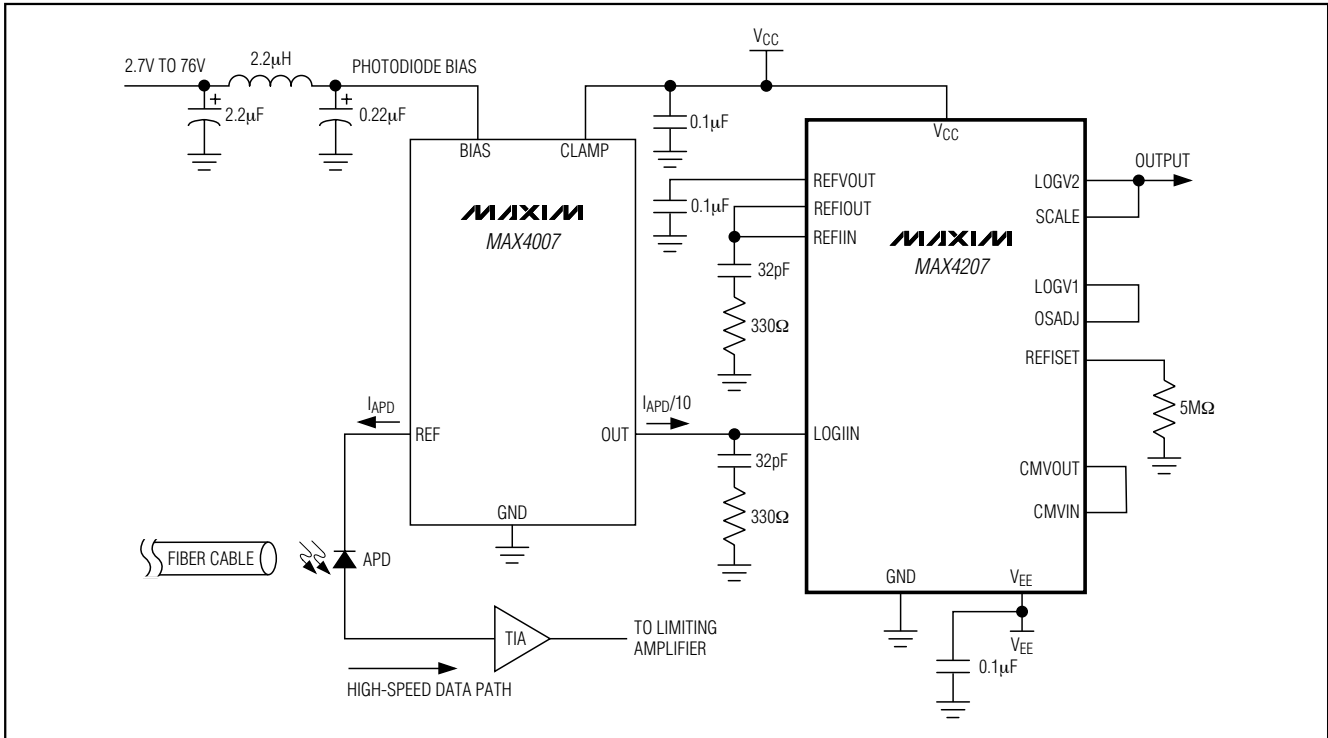 2.7V TO 76V
2.2µH
PHOTODIODE BIAS
VCC
+
2.2µF
+
0.22µF
0.1µF
BIAS
CLAMP
VCC
MAXIM
MAX4007
0.1µF
REFVOUT
REFIOUT
REFIIN
32pF
330Ω
MAXIM
MAX4207
LOGV2
OUTPUT
SCALE
LOGV1
OSADJ
REFISET
5MΩ
IAPD
REF
IAPD/10
OUT
LOGIIN
32pF
330Ω
CMVOUT
CMVIN
GND
FIBER CABLE
APD
GND
VEE
VEE
0.1µF
TIA
TO LIMITING
AMPLIFIER
HIGH-SPEED DATA PATH